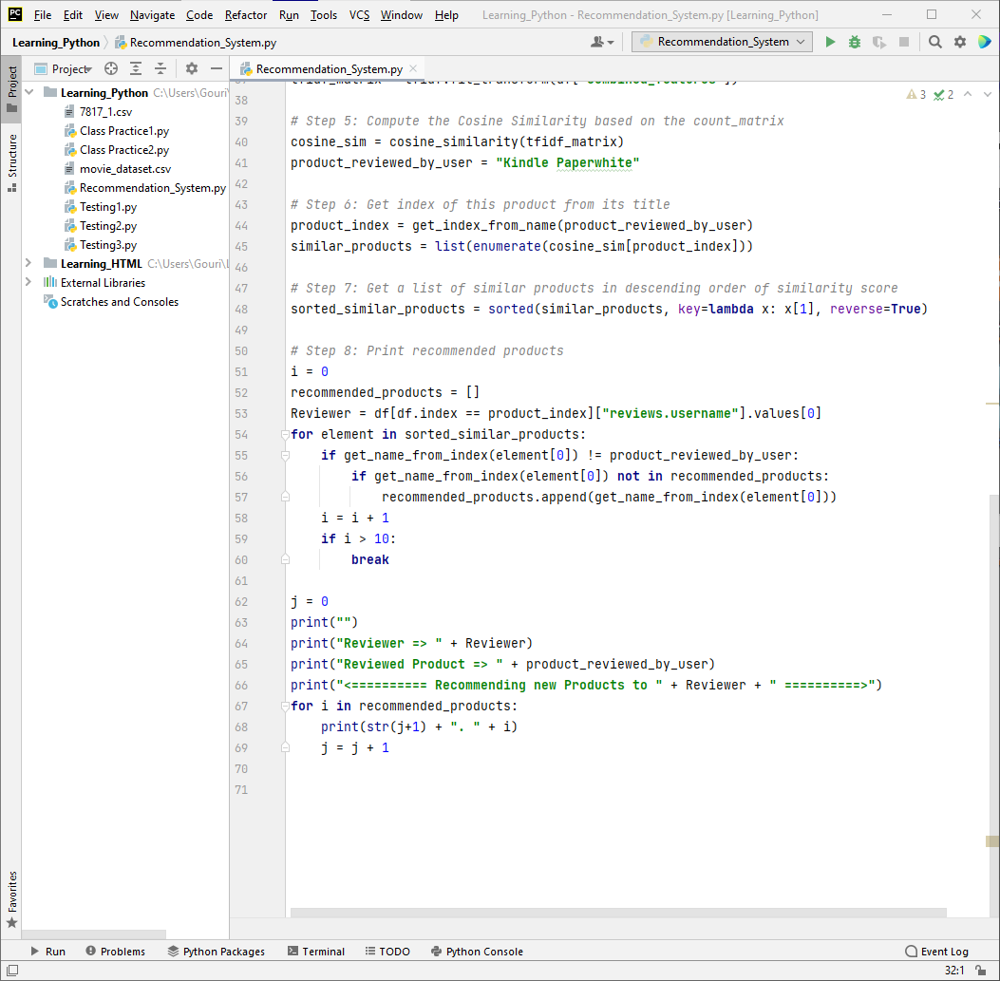 File Edit View Navigate Code Refactor Run Tools VCS Window Help Learning_Python - Recommendation_System.py [Learning_Python]
Learning_Python Recommendation_System.py Recommendation_System
Project Recommendation_System.py
Project
Structure
Favorites
Learning_Python C:\Users\Gouri\
7817_1.csv
Class Practice1.py
Class Practice2.py
movie_dataset.csv
Recommendation_System.py
Testing1.py
Testing2.py
Testing3.py
Learning_HTML C:\Users\Gouri\
External Libraries
Scratches and Consoles
3 2
38
39 # Step 5: Compute the Cosine Similarity based on the count_matrix
40 cosine_sim = cosine_similarity(tfidf_matrix)
41 product_reviewed_by_user = "Kindle Paperwhite"
42
43 # Step 6: Get index of this product from its title
44 product_index = get_index_from_name(product_reviewed_by_user)
45 similar_products = list(enumerate(cosine_sim[product_index]))
46
47 # Step 7: Get a list of similar products in descending order of similarity score
48 sorted_similar_products = sorted(similar_products, key=lambda x: x[1], reverse=True)
49
50 # Step 8: Print recommended products
51 i = 0
52 recommended_products = []
53 Reviewer = df[df.index == product_index]["reviews.username"].values[0]
54 for element in sorted_similar_products:
55 if get_name_from_index(element[0]) != product_reviewed_by_user:
56 if get_name_from_index(element[0]) not in recommended_products:
57 recommended_products.append(get_name_from_index(element[0]))
58 i = i + 1
59 if i > 10:
60 break
61
62 j = 0
63 print("")
64 print("Reviewer => " + Reviewer)
65 print("Reviewed Product => " + product_reviewed_by_user)
66 print("<========== Recommending new Products to " + Reviewer + " ==========>")
67 for i in recommended_products:
68 print(str(j+1) + ". " + i)
69 j = j + 1
70
71
Run Problems Python Packages Terminal TODO Python Console Event Log
32:1